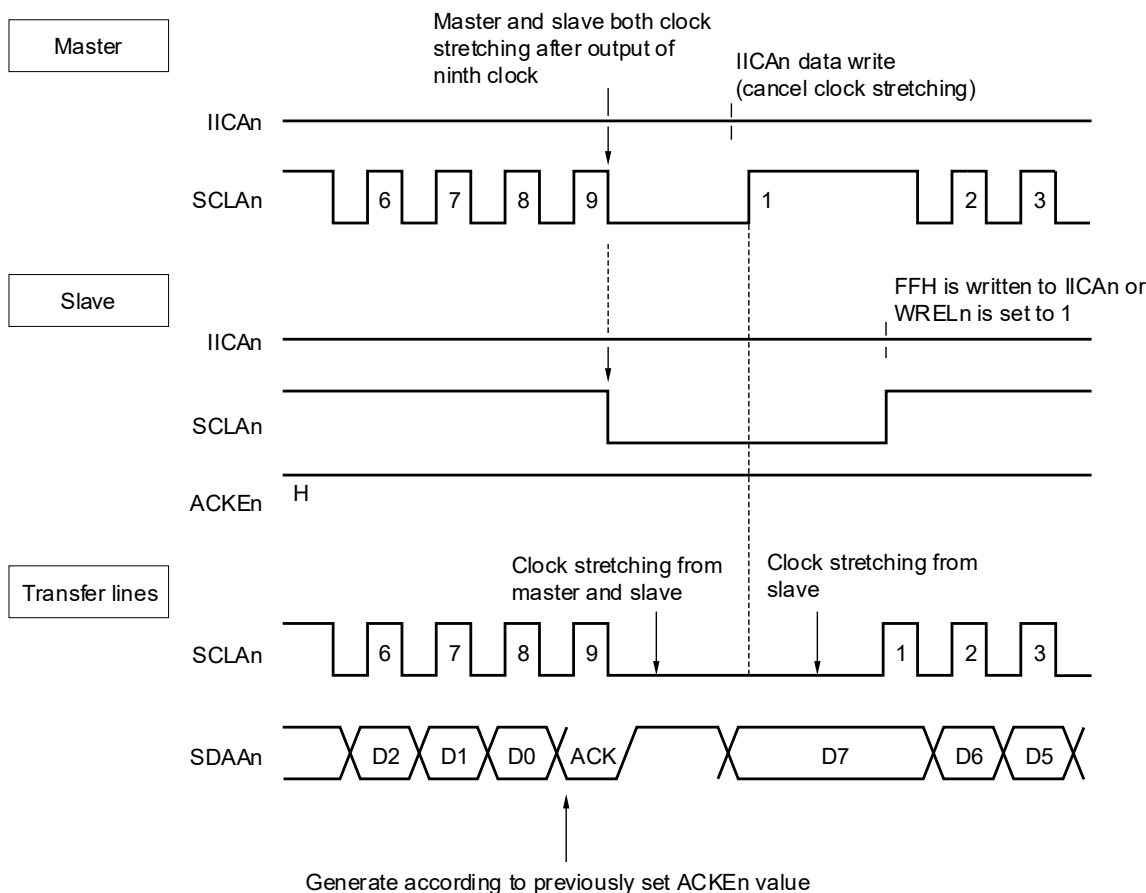 Master
Master and slave both clock
stretching after output of
ninth clock
IICAn data write
(cancel clock stretching)
IICAn
SCLAn
6 7 8 9 1 2 3
Slave
FFH is written to IICAn or
WRELn is set to 1
IICAn
SCLAn
ACKEn
H
Transfer lines
Clock stretching from
master and slave
Clock stretching from
slave
SCLAn
6 7 8 9 1 2 3
SDAAn
D2 D1 D0 ACK D7 D6 D5
Generate according to previously set ACKEn value